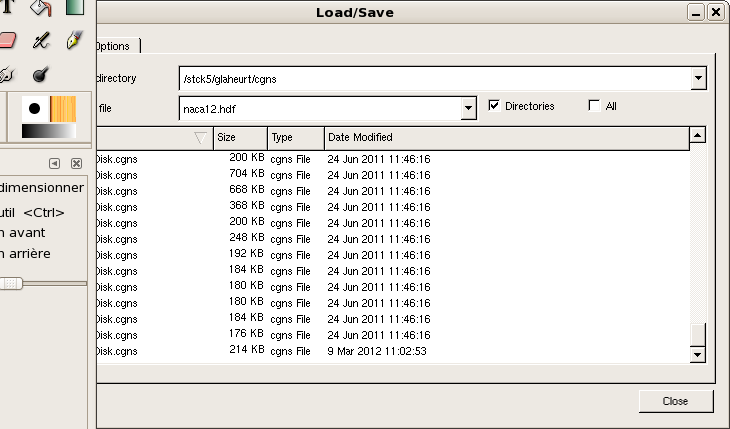 Load/Save
Options
directory
/stck5/glaheurt/cgns
file
naca12.hdf
Directories
All
Size Type Date Modified
Disk.cgns 200 KB cgns File 24 Jun 2011 11:46:16
Disk.cgns 704 KB cgns File 24 Jun 2011 11:46:16
Disk.cgns 668 KB cgns File 24 Jun 2011 11:46:16
Disk.cgns 368 KB cgns File 24 Jun 2011 11:46:16
Disk.cgns 200 KB cgns File 24 Jun 2011 11:46:16
Disk.cgns 248 KB cgns File 24 Jun 2011 11:46:16
Disk.cgns 192 KB cgns File 24 Jun 2011 11:46:16
Disk.cgns 184 KB cgns File 24 Jun 2011 11:46:16
Disk.cgns 180 KB cgns File 24 Jun 2011 11:46:16
Disk.cgns 180 KB cgns File 24 Jun 2011 11:46:16
Disk.cgns 184 KB cgns File 24 Jun 2011 11:46:16
Disk.cgns 176 KB cgns File 24 Jun 2011 11:46:16
Disk.cgns 214 KB cgns File 9 Mar 2012 11:02:53
Close
dimensionner
util <Ctrl>
n avant
n arrière